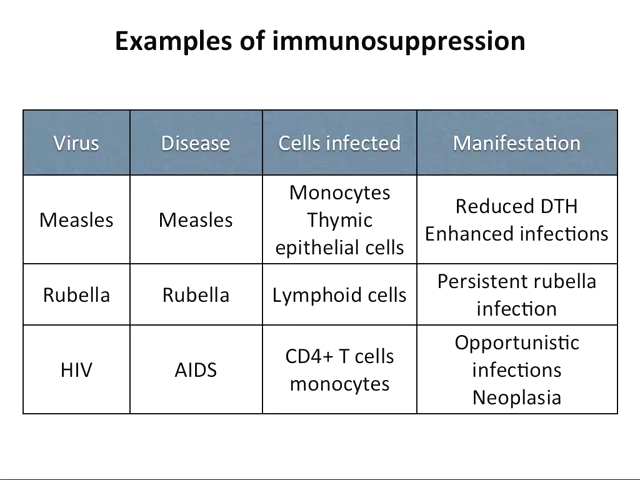 Examples of immunosuppression
Virus
Disease
Cells infected
Manifestation
Measles
Measles
Monocytes
Thymic
epithelial cells
Reduced DTH
Enhanced infections
Rubella
Rubella
Lymphoid cells
Persistent rubella
infection
HIV
AIDS
CD4+ T cells
monocytes
Opportunistic
infections
Neoplasia